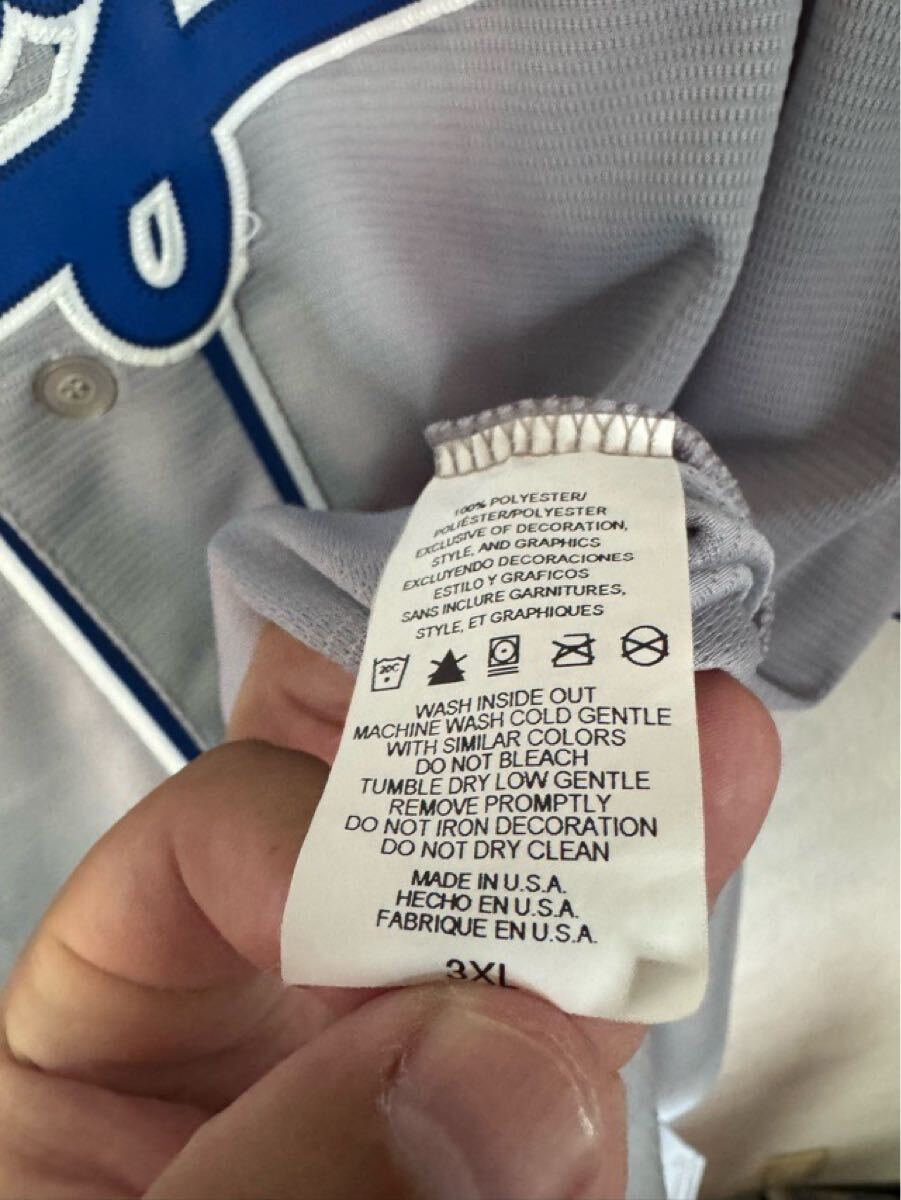 100% POLYESTER/
POLIÉSTER/POLYESTER
EXCLUSIVE OF DECORATION,
STYLE, AND GRAPHICS
EXCLUYENDO DECORACIONES
ESTILO Y GRAFICOS
SANS INCLURE GARNITURES,
STYLE, ET GRAPHIQUES
20C
WASH INSIDE OUT
MACHINE WASH COLD GENTLE
WITH SIMILAR COLORS
DO NOT BLEACH
TUMBLE DRY LOW GENTLE
REMOVE PROMPTLY
DO NOT IRON DECORATION
DO NOT DRY CLEAN
MADE IN U.S.A.
HECHO EN U.S.A.
FABRIQUE EN U.S.A.
3XL